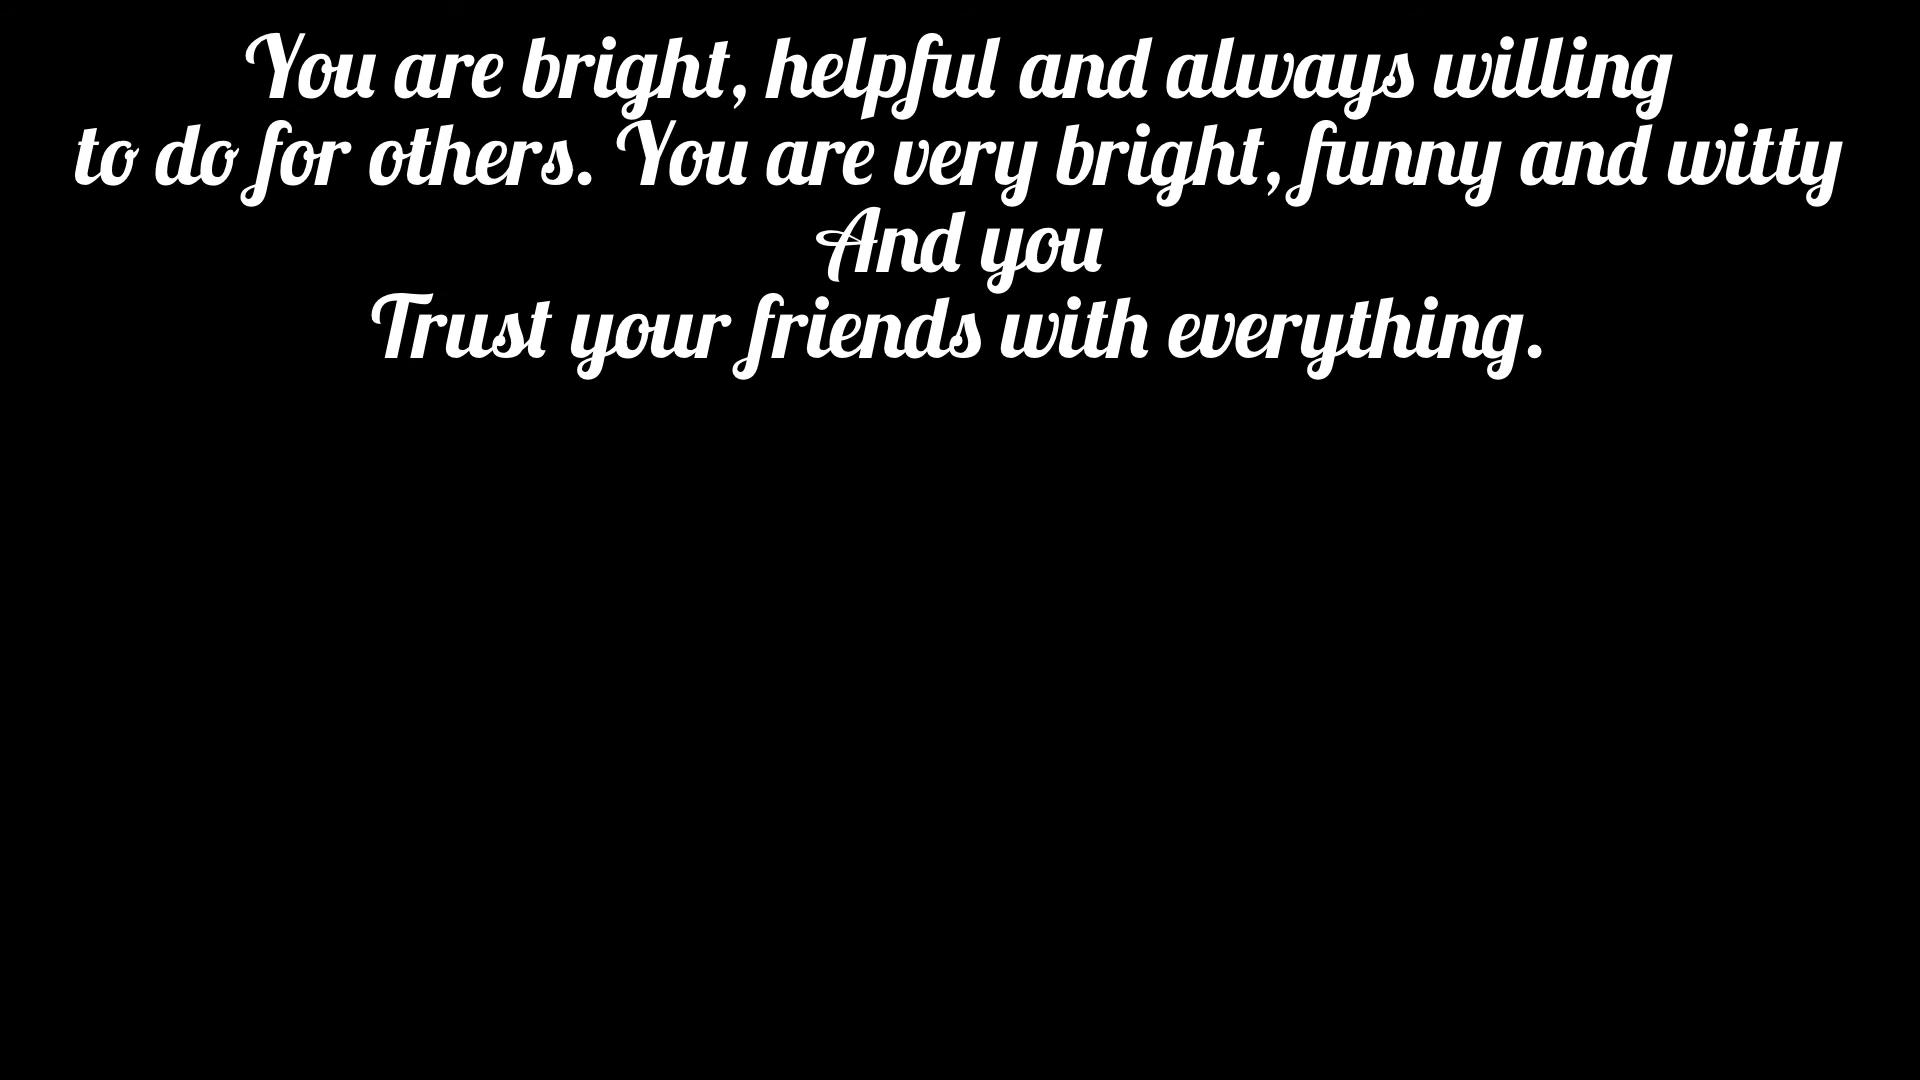 You are bright, helpful and always willing
to do for others. You are very bright, funny and witty
And you
Trust your friends with everything.